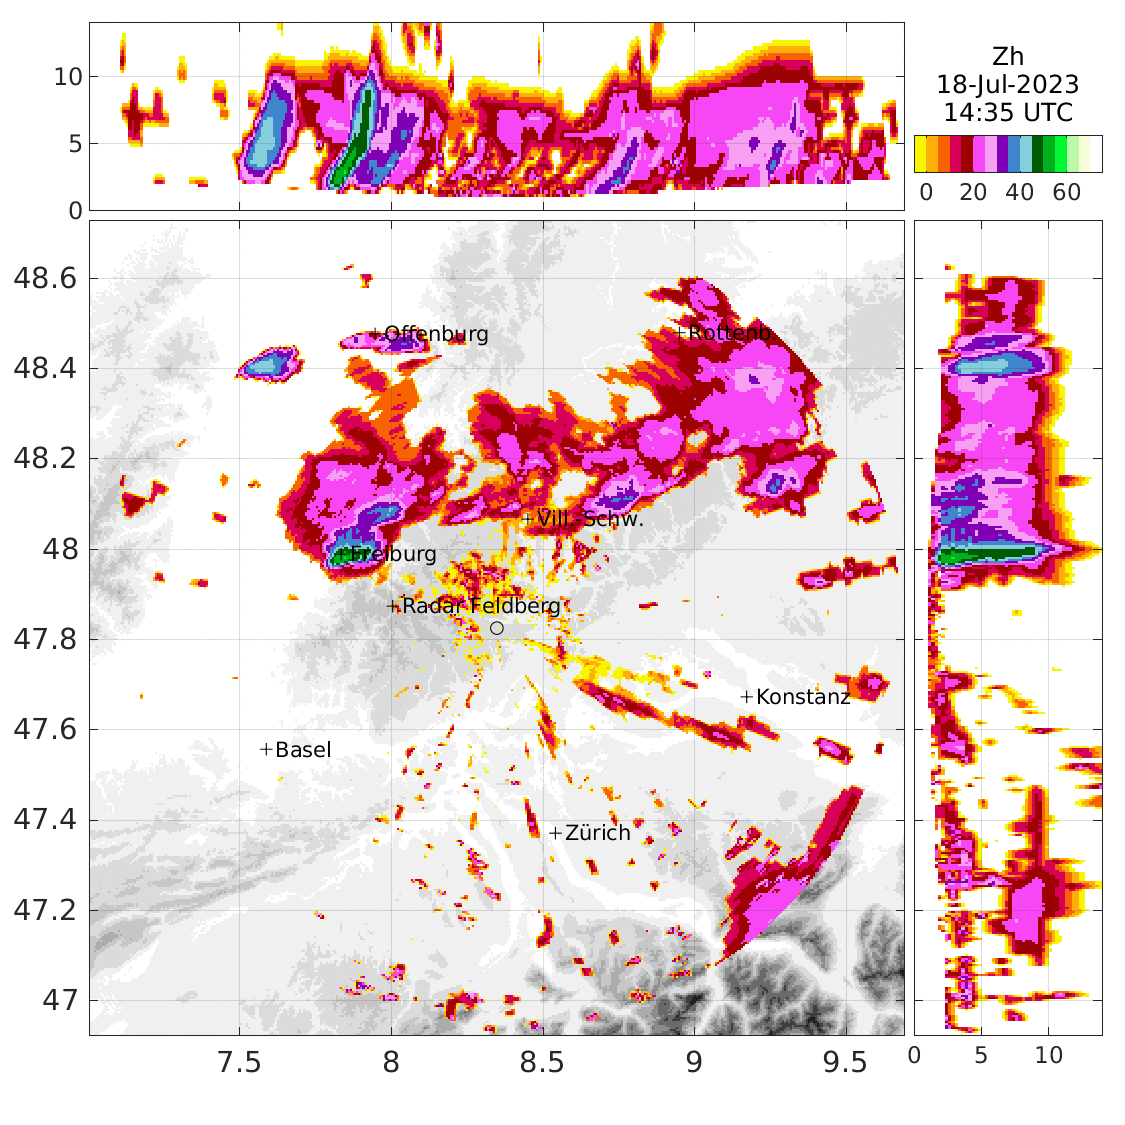 10
5
0
Zh
18-Jul-2023
14:35 UTC
0 20 40 60
48.6
48.4
48.2
48
47.8
47.6
47.4
47.2
47
Offenburg
Rottenb.
Vill.-Schw.
Freiburg
Radar Feldberg
Konstanz
Basel
Zürich
7.5 8 8.5 9 9.5
0 5 10